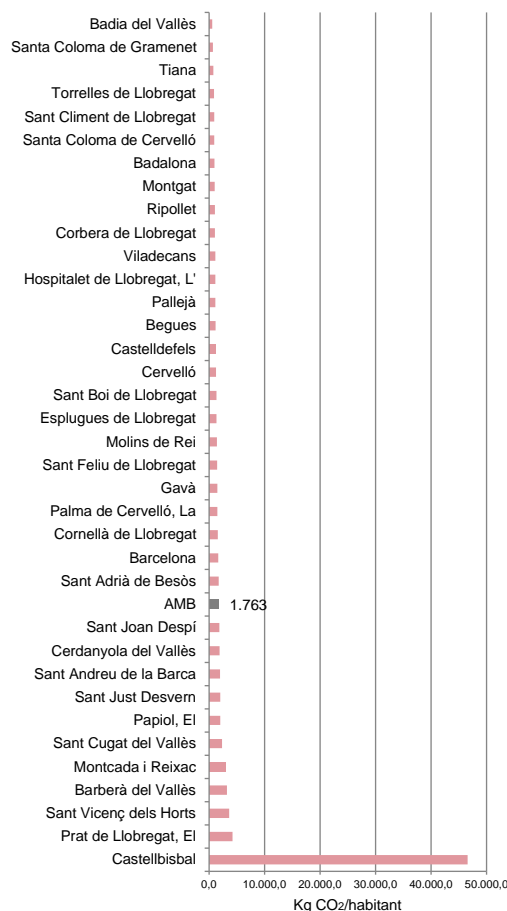 Badia del Vallès
Santa Coloma de Gramenet
Tiana
Torrelles de Llobregat
Sant Climent de Llobregat
Santa Coloma de Cervelló
Badalona
Montgat
Ripollet
Corbera de Llobregat
Viladecans
Hospitalet de Llobregat, L'
Pallejà
Begues
Castelldefels
Cervelló
Sant Boi de Llobregat
Esplugues de Llobregat
Molins de Rei
Sant Feliu de Llobregat
Gavà
Palma de Cervelló, La
Cornellà de Llobregat
Barcelona
Sant Adrià de Besòs
AMB 1.763
Sant Joan Despí
Cerdanyola del Vallès
Sant Andreu de la Barca
Sant Just Desvern
Papiol, El
Sant Cugat del Vallès
Montcada i Reixac
Barberà del Vallès
Sant Vicenç dels Horts
Prat de Llobregat, El
Castellbisbal
0,0 10.000,0 20.000,0 30.000,0 40.000,0 50.000,0
Kg CO2/habitant